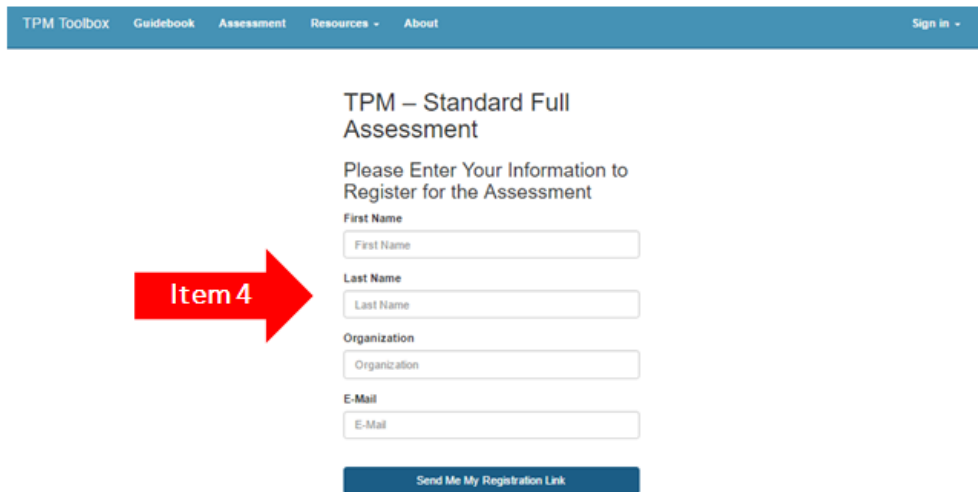 TPM Toolbox Guidebook Assessment Resources About Sign in
TPM – Standard Full
Assessment
Please Enter Your Information to
Register for the Assessment
First Name
First Name
Item 4
Last Name
Last Name
Organization
Organization
E-Mail
E-Mail
Send Me My Registration Link